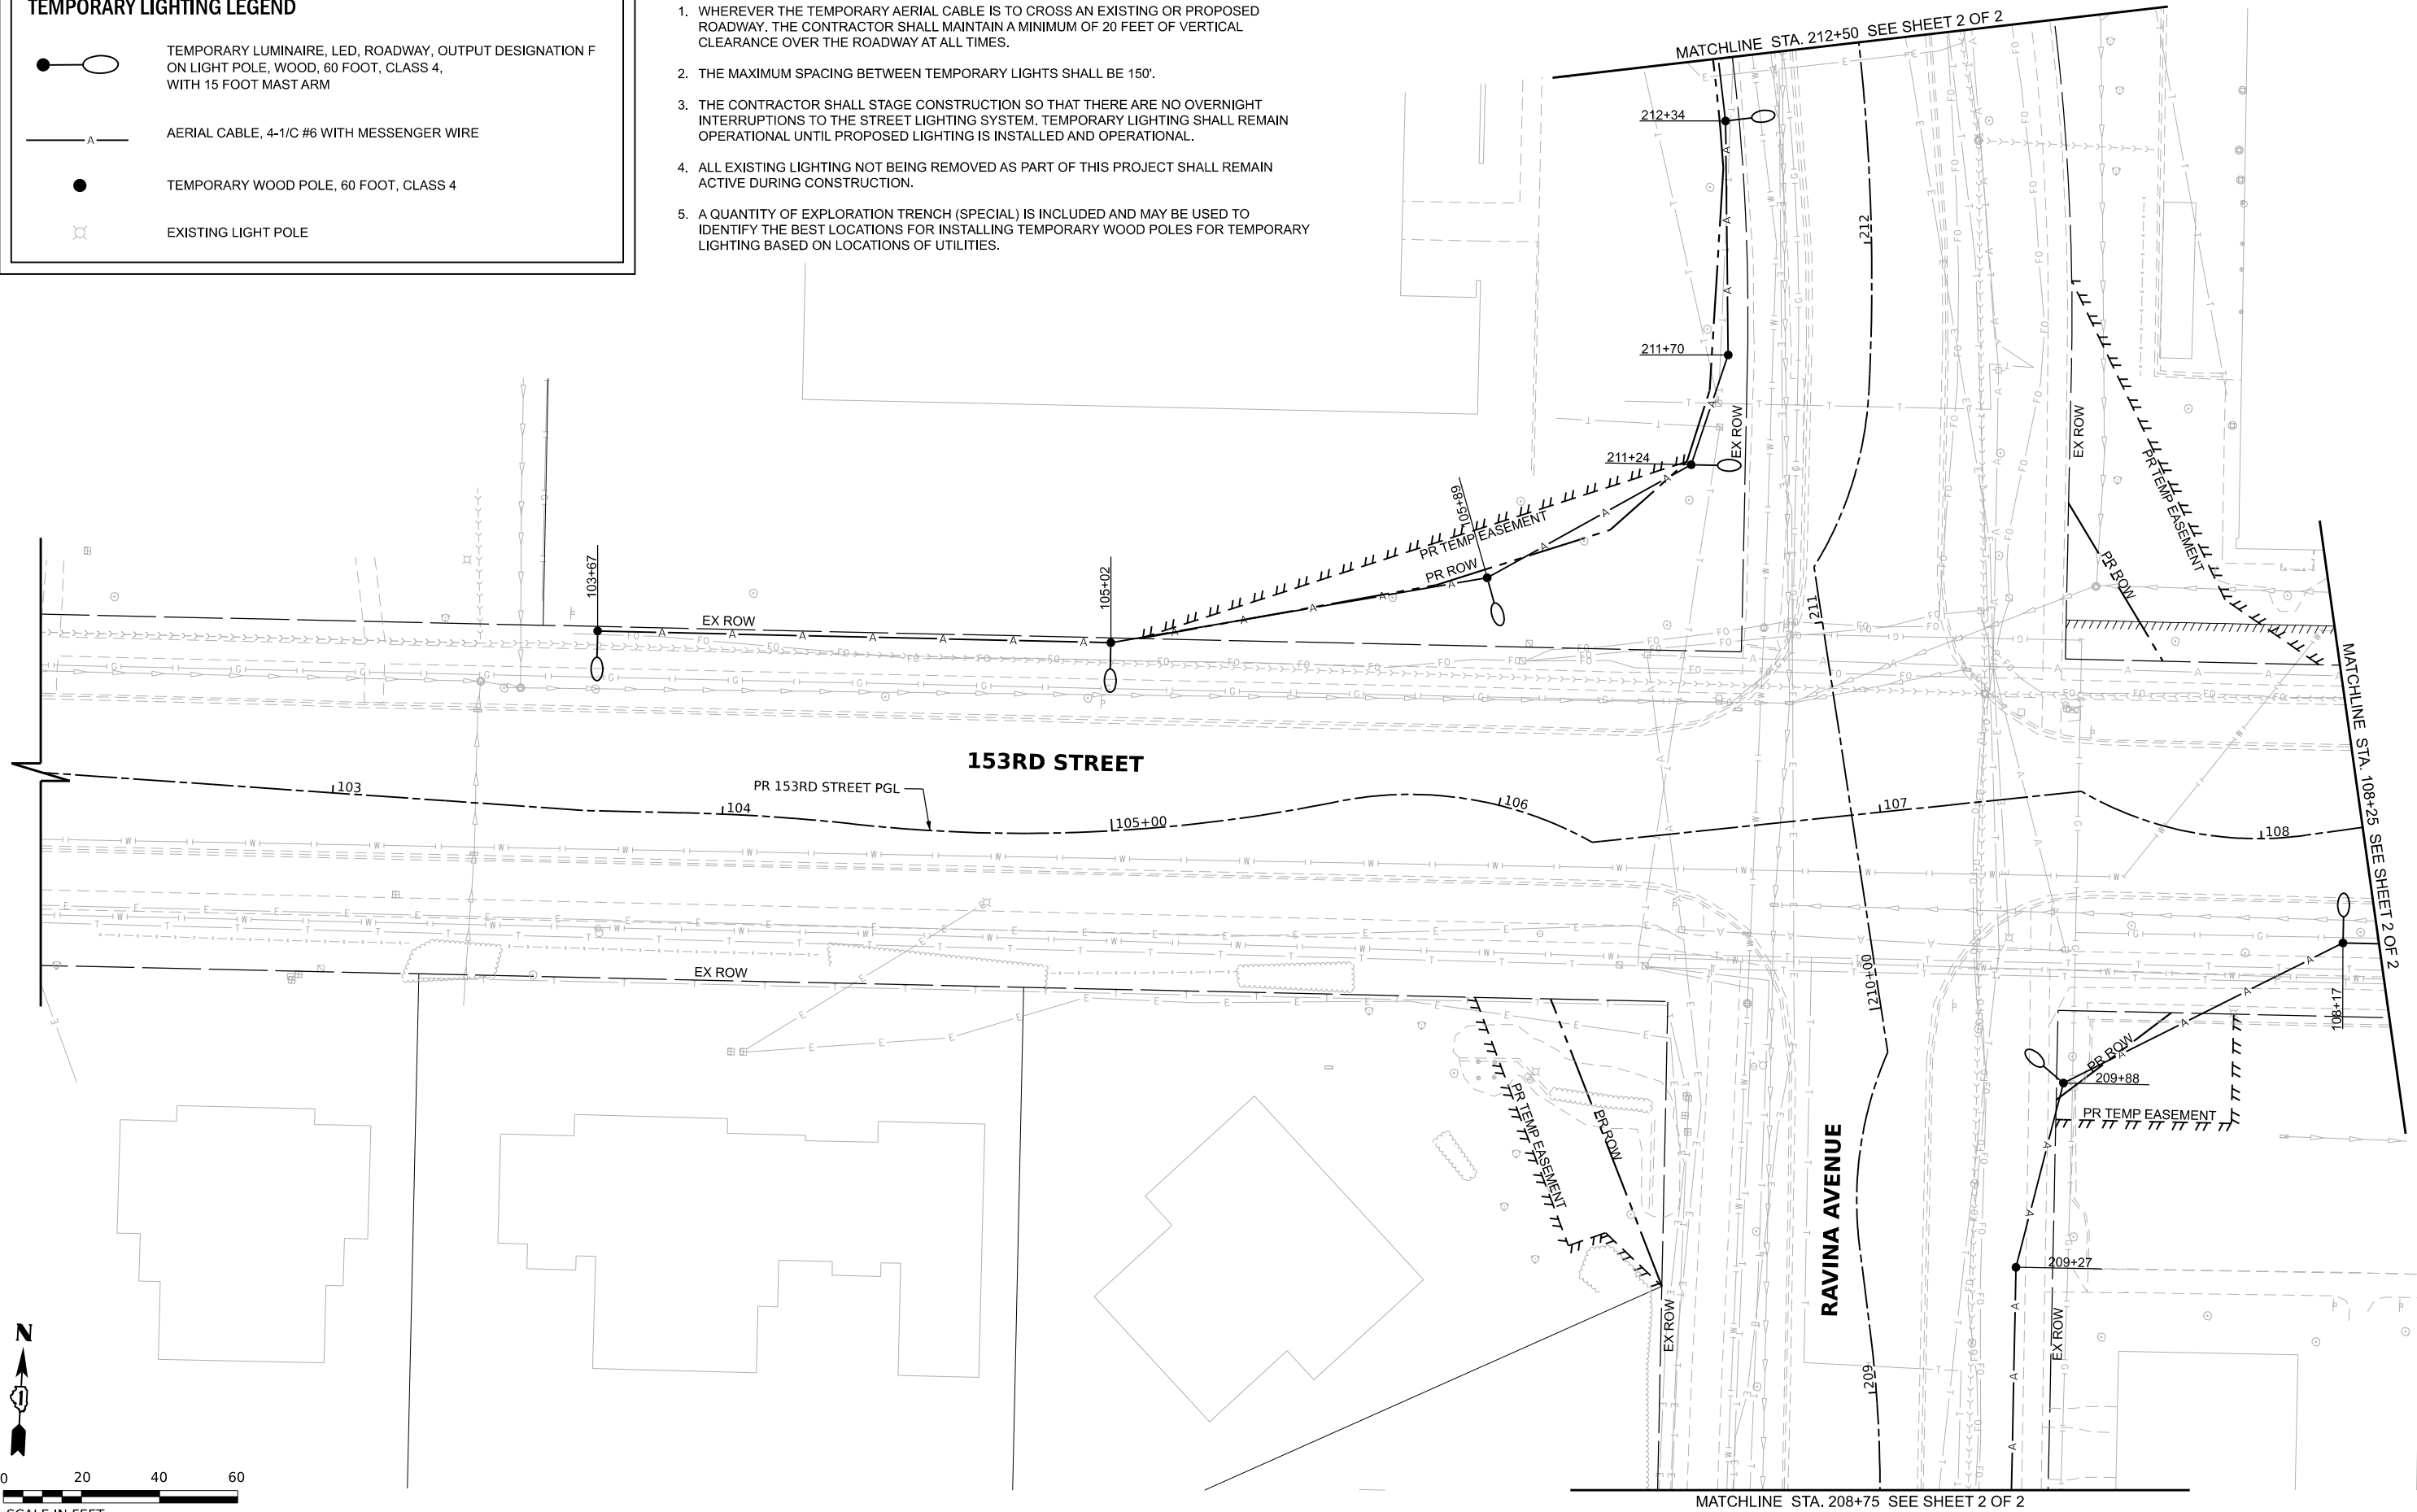 TEMPORARY LIGHTING LEGEND
TEMPORARY LUMINAIRE, LED, ROADWAY, OUTPUT DESIGNATION F
ON LIGHT POLE, WOOD, 60 FOOT, CLASS 4,
WITH 15 FOOT MAST ARM
A
AERIAL CABLE, 4-1/C #6 WITH MESSENGER WIRE
TEMPORARY WOOD POLE, 60 FOOT, CLASS 4
EXISTING LIGHT POLE
1. WHEREVER THE TEMPORARY AERIAL CABLE IS TO CROSS AN EXISTING OR PROPOSED
ROADWAY. THE CONTRACTOR SHALL MAINTAIN A MINIMUM OF 20 FEET OF VERTICAL
CLEARANCE OVER THE ROADWAY AT ALL TIMES.
2. THE MAXIMUM SPACING BETWEEN TEMPORARY LIGHTS SHALL BE 150'.
3. THE CONTRACTOR SHALL STAGE CONSTRUCTION SO THAT THERE ARE NO OVERNIGHT
INTERRUPTIONS TO THE STREET LIGHTING SYSTEM. TEMPORARY LIGHTING SHALL REMAIN
OPERATIONAL UNTIL PROPOSED LIGHTING IS INSTALLED AND OPERATIONAL.
4. ALL EXISTING LIGHTING NOT BEING REMOVED AS PART OF THIS PROJECT SHALL REMAIN
ACTIVE DURING CONSTRUCTION.
5. A QUANTITY OF EXPLORATION TRENCH (SPECIAL) IS INCLUDED AND MAY BE USED TO
IDENTIFY THE BEST LOCATIONS FOR INSTALLING TEMPORARY WOOD POLES FOR TEMPORARY
LIGHTING BASED ON LOCATIONS OF UTILITIES.
MATCHLINE STA. 212+50 SEE SHEET 2 OF 2
212+34
212
211+70
EX ROW
EX ROW
211+24
105+89
PR TEMP EASEMENT
PR ROW
PR TEMP EASEMENT
PR ROW
103+67
105+02
EX ROW
211
MATCHLINE STA. 108+25 SEE SHEET 2 OF 2
153RD STREET
PR 153RD STREET PGL
103
104
105+00
106
107
108
EX ROW
210+00
108+17
PR ROW
209+88
PR TEMP EASEMENT
PR TEMP EASEMENT
PR ROW
RAVINA AVENUE
209+27
EX ROW
EX ROW
209
N
0 20 40 60
SCALE IN FEET
MATCHLINE STA. 208+75 SEE SHEET 2 OF 2